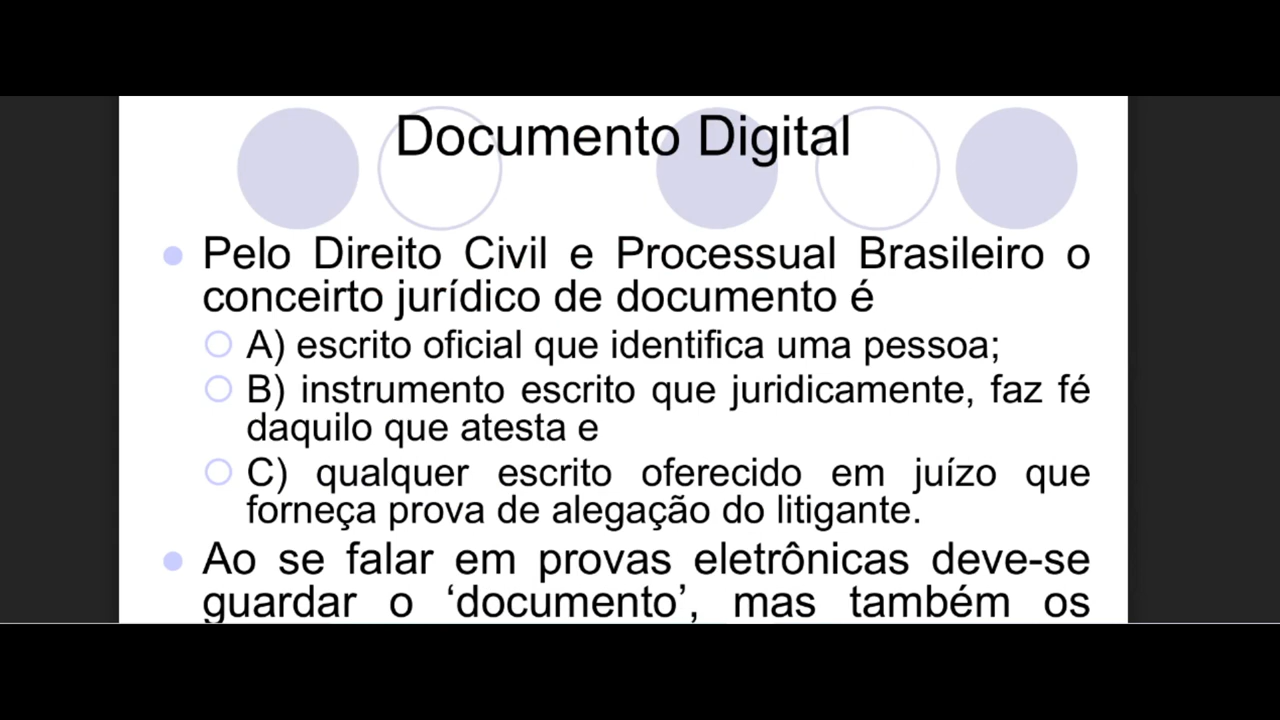 Documento Digital
Pelo Direito Civil e Processual Brasileiro o
conceirto jurídico de documento é
A) escrito oficial que identifica uma pessoa;
B) instrumento escrito que juridicamente, faz fé
daquilo que atesta e
C) qualquer escrito oferecido em juízo que
forneça prova de alegação do litigante.
Ao se falar em provas eletrônicas deve-se
guardar o ‘documento’, mas também os